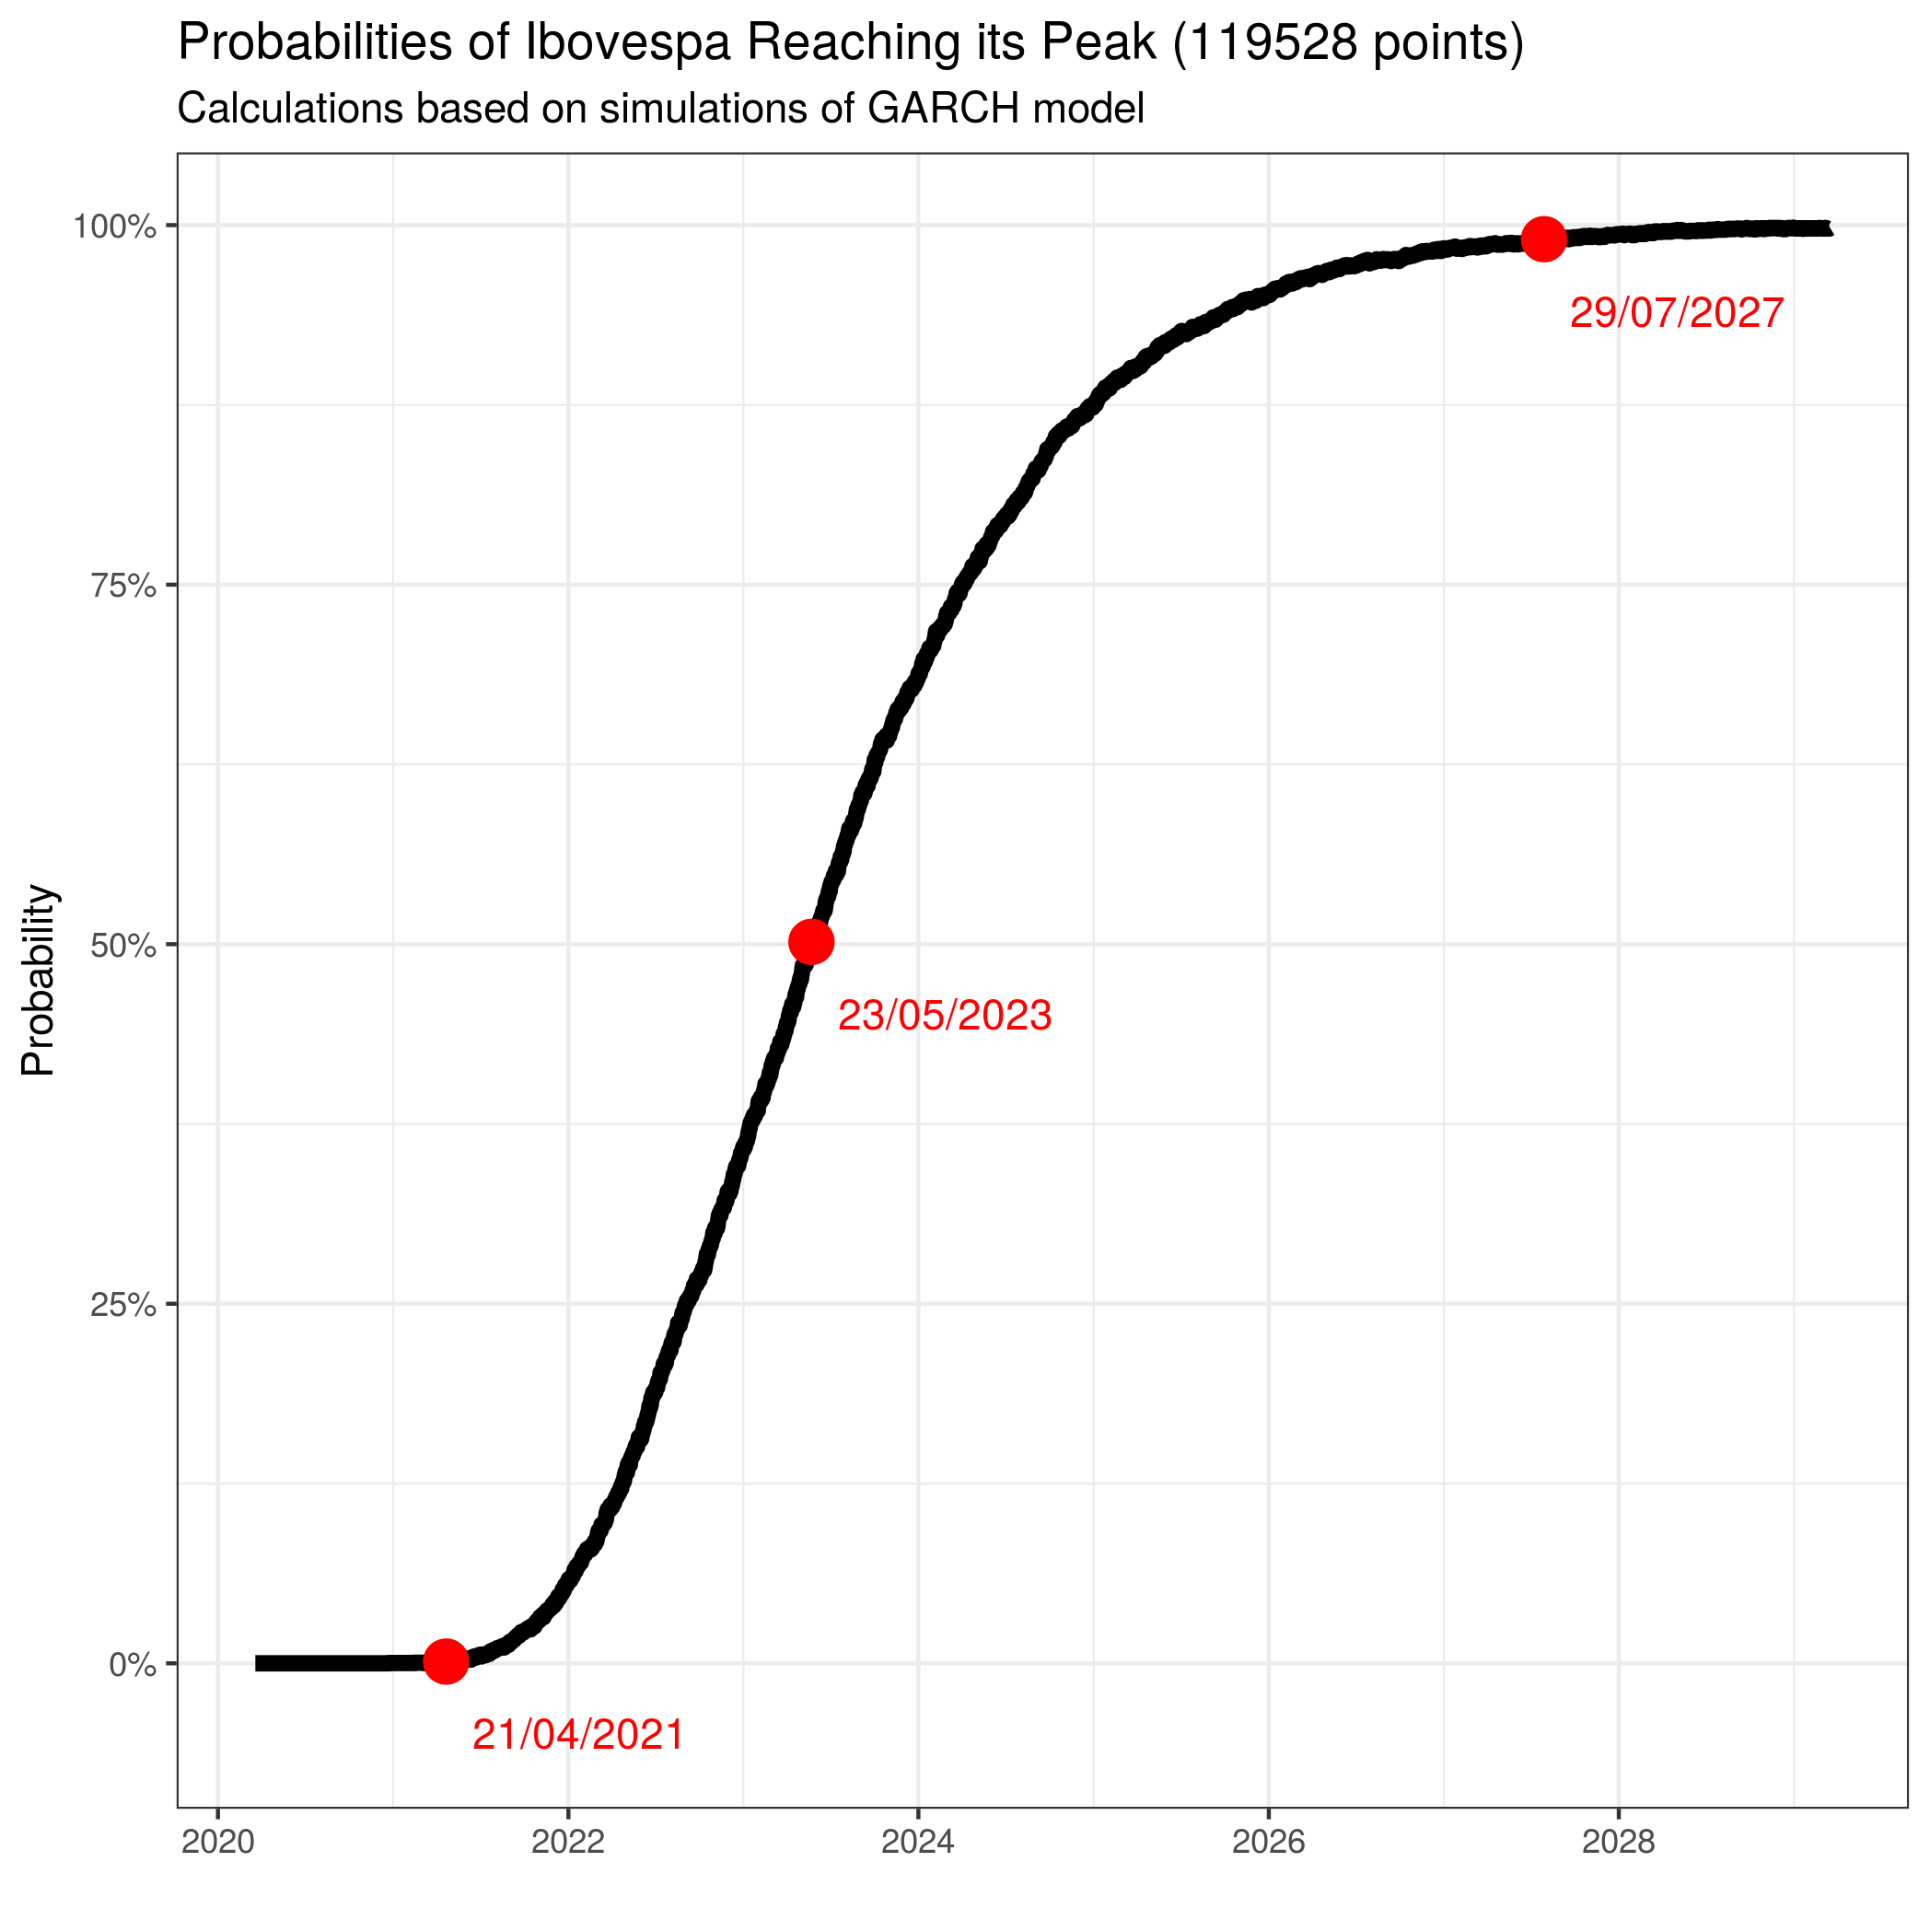 Probabilities of Ibovespa Reaching its Peak (119528 points)
Calculations based on simulations of GARCH model
Probability
100%
75%
50%
25%
0%
29/07/2027
23/05/2023
21/04/2021
2020 2022 2024 2026 2028